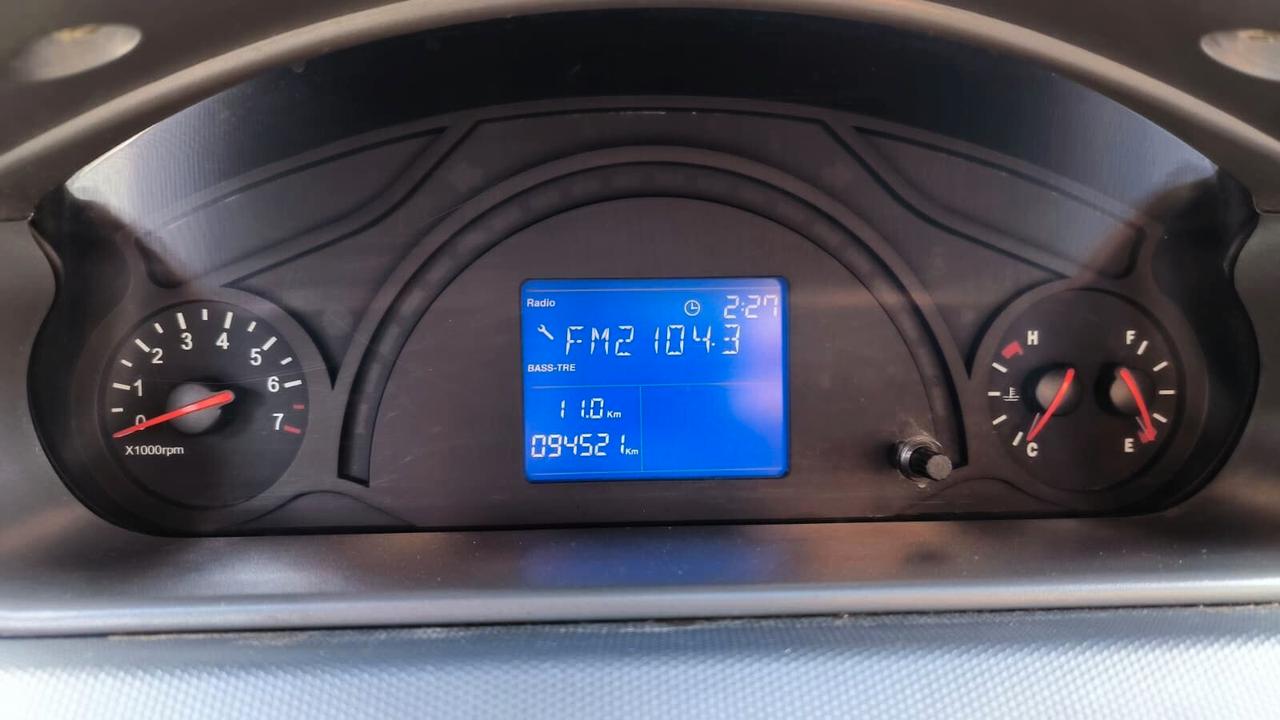 Radio 2:27
FM2 104.3
BASS-TRE
11.0 Km
094521 Km
0 1 2 3 4 5 6 7
X1000rpm
H
C
F
E